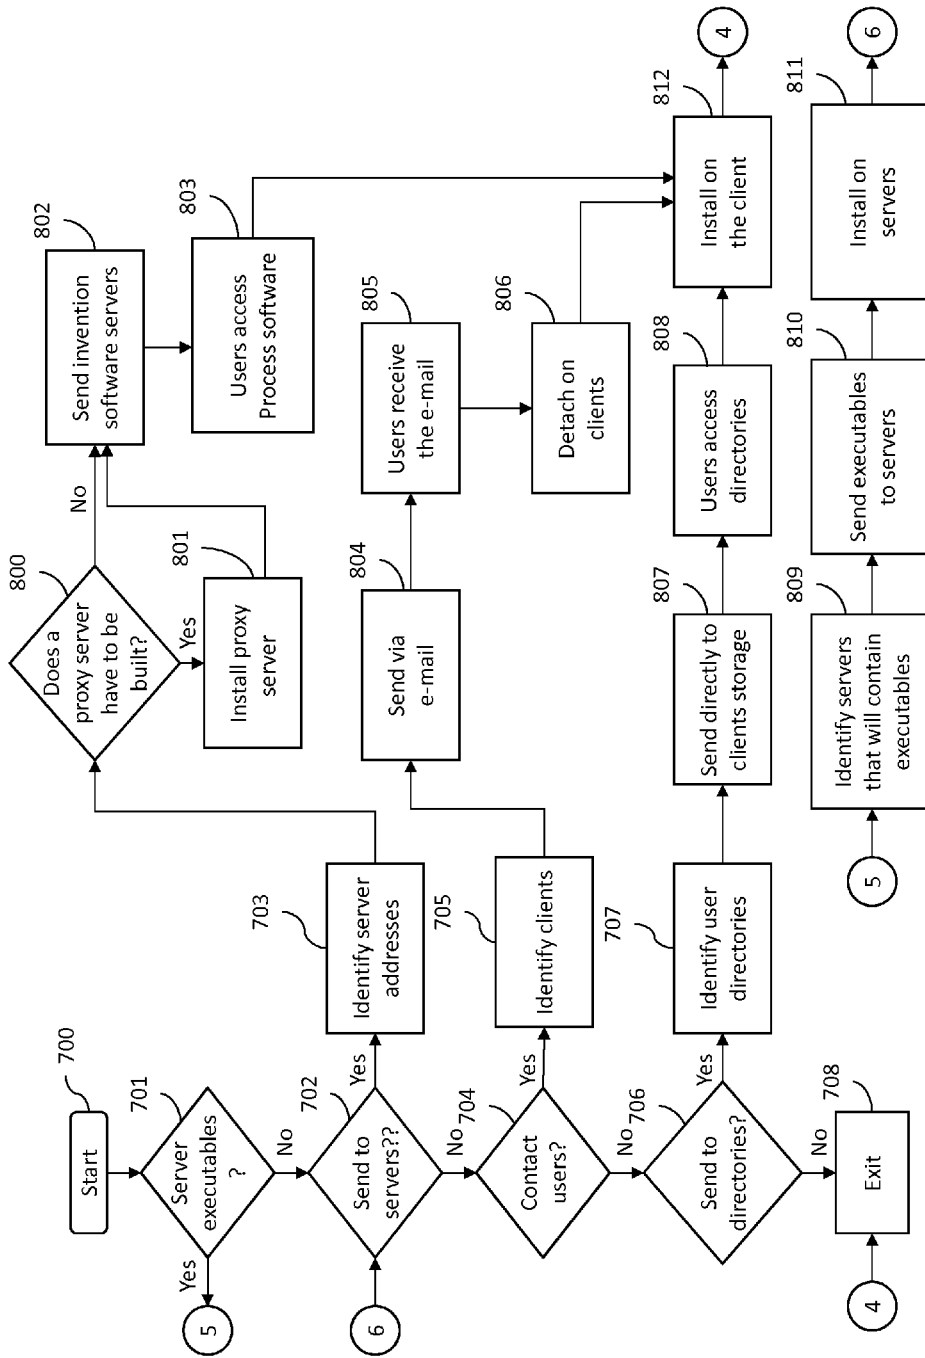 700
Start
701
Server
executables
?
Yes
5
No
702
Send to
servers??
6
Yes
703
Identify server
addresses
No
704
Contact
users?
Yes
705
Identify clients
No
706
Send to
directories?
Yes
707
Identify user
directories
No
708
Exit
4
800
Does a
proxy server
have to be
built?
No
Yes
801
Install proxy
server
802
Send invention
software servers
803
Users access
Process software
804
Send via
e-mail
805
Users receive
the e-mail
806
Detach on
clients
807
Send directly to
clients storage
808
Users access
directories
812
Install on
the client
4
5
809
Identify servers
that will contain
executables
810
Send executables
to servers
811
Install on
servers
6